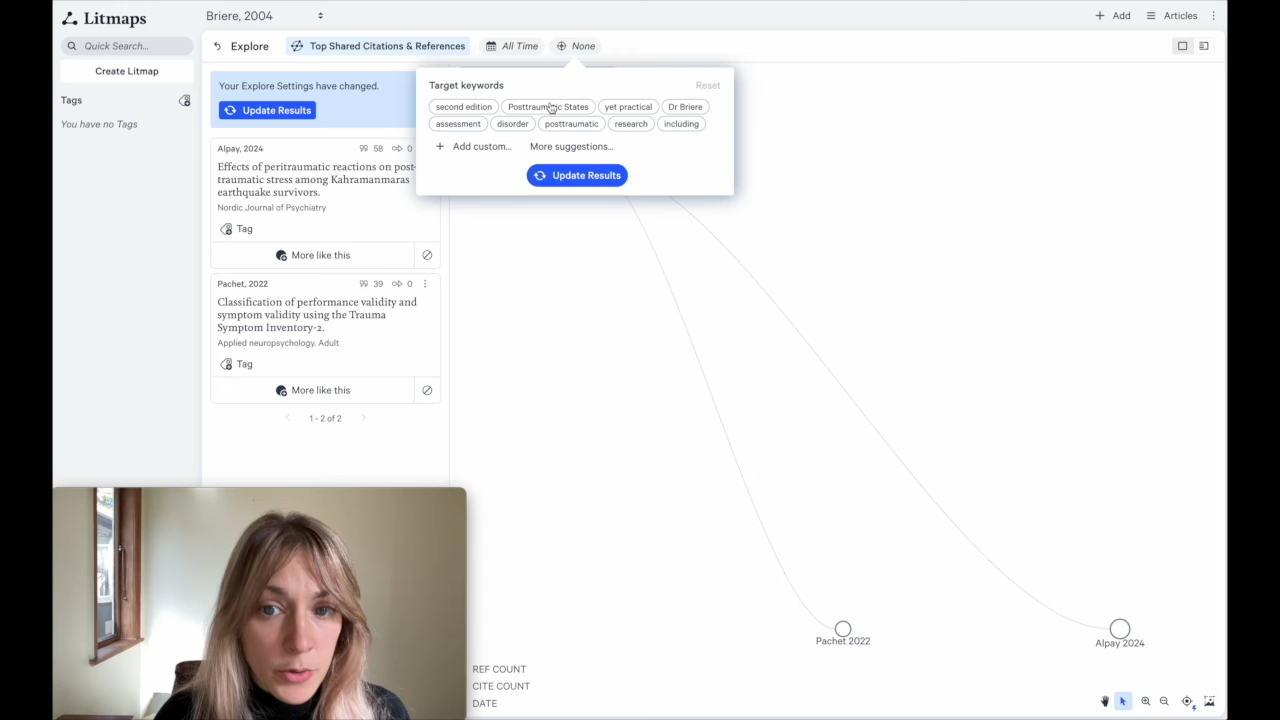 Litmaps
Briere, 2004
Add
Articles
Quick Search...
Explore
Top Shared Citations & References
All Time
None
Create Litmap
Tags
You have no Tags
Your Explore Settings have changed.
Update Results
Target keywords
Reset
second edition
Posttraumatic States
yet practical
Dr Briere
assessment
disorder
posttraumatic
research
including
Add custom...
More suggestions...
Update Results
Alpay, 2024
58
0
Effects of peritraumatic reactions on post-
traumatic stress among Kahramanmaras
earthquake survivors.
Nordic Journal of Psychiatry
Tag
More like this
Pachet, 2022
39
0
Classification of performance validity and
symptom validity using the Trauma
Symptom Inventory-2.
Applied neuropsychology. Adult
Tag
More like this
1 - 2 of 2
Pachet 2022
Alpay 2024
REF COUNT
CITE COUNT
DATE